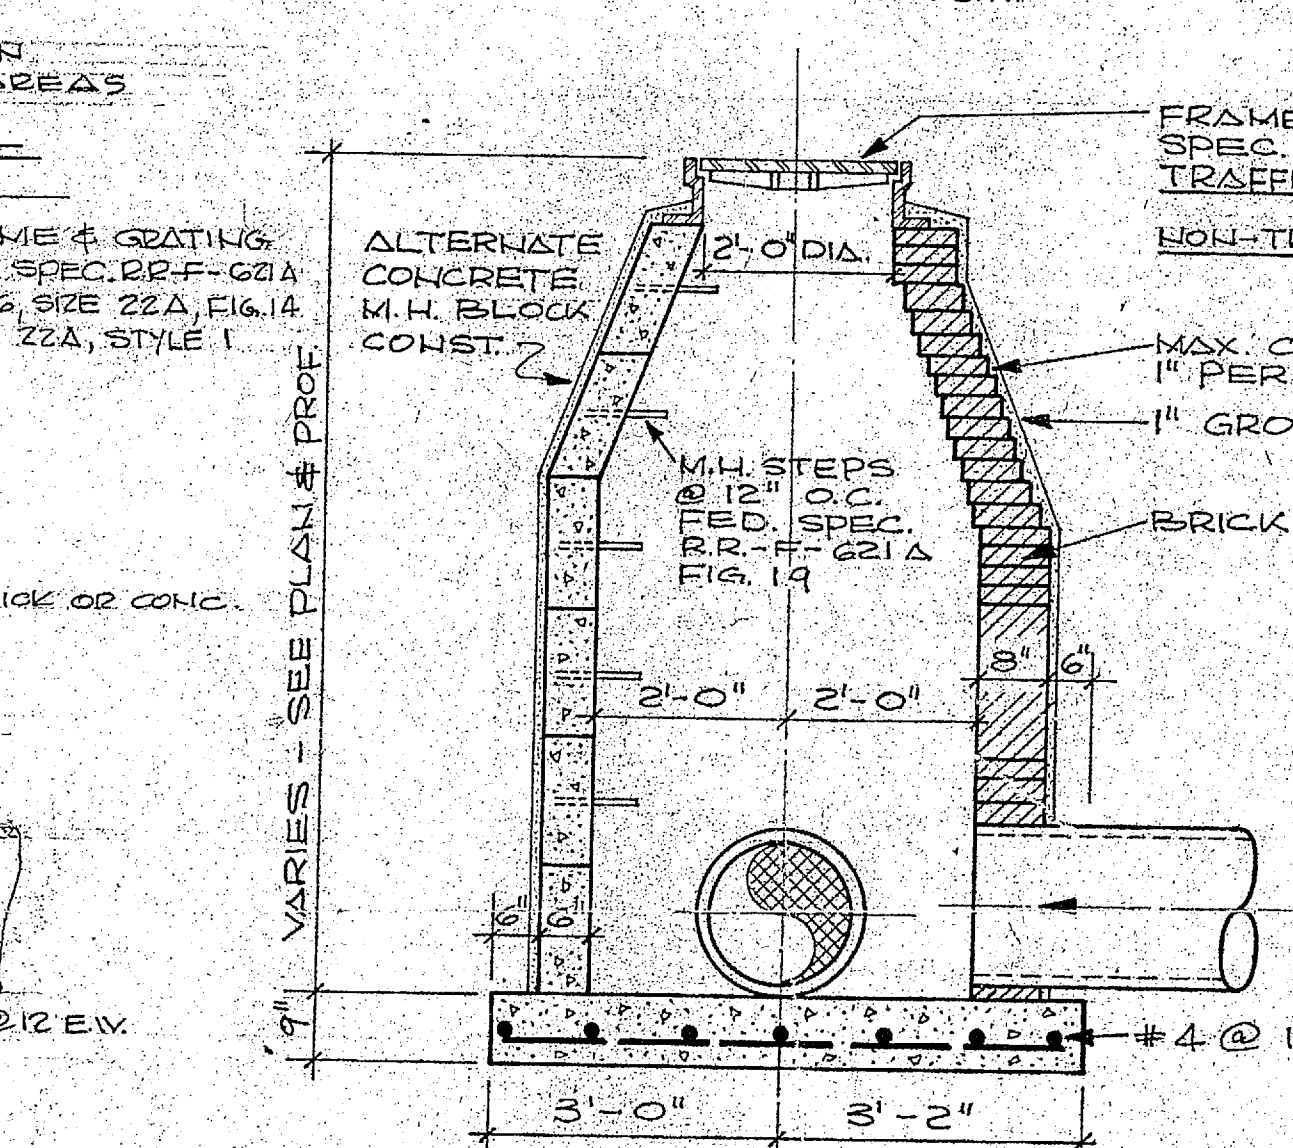 AREAS
FRAME
SPEC.
NON-T
ME & GRATING
SPEC. R.R-F-621A
SIZE 22A, FIG.14
22A, STYLE 1
ALTERNATE
CONCRETE
M.H. BLOCK
CONST.
2'-0" DIA.
MAX. C
1" PER
1" GRO
M.H. STEPS
@ 12" O.C.
FED. SPEC.
R.R.-F-621A
FIG. 19
BRICK
ICK OR CONC.
VARIES - SEE PLAN & PROF.
8" 6"
2'-0" 2'-0"
6" 6"
9"
@12 E.W.
#4 @ 1
3'-0" 3'-2"